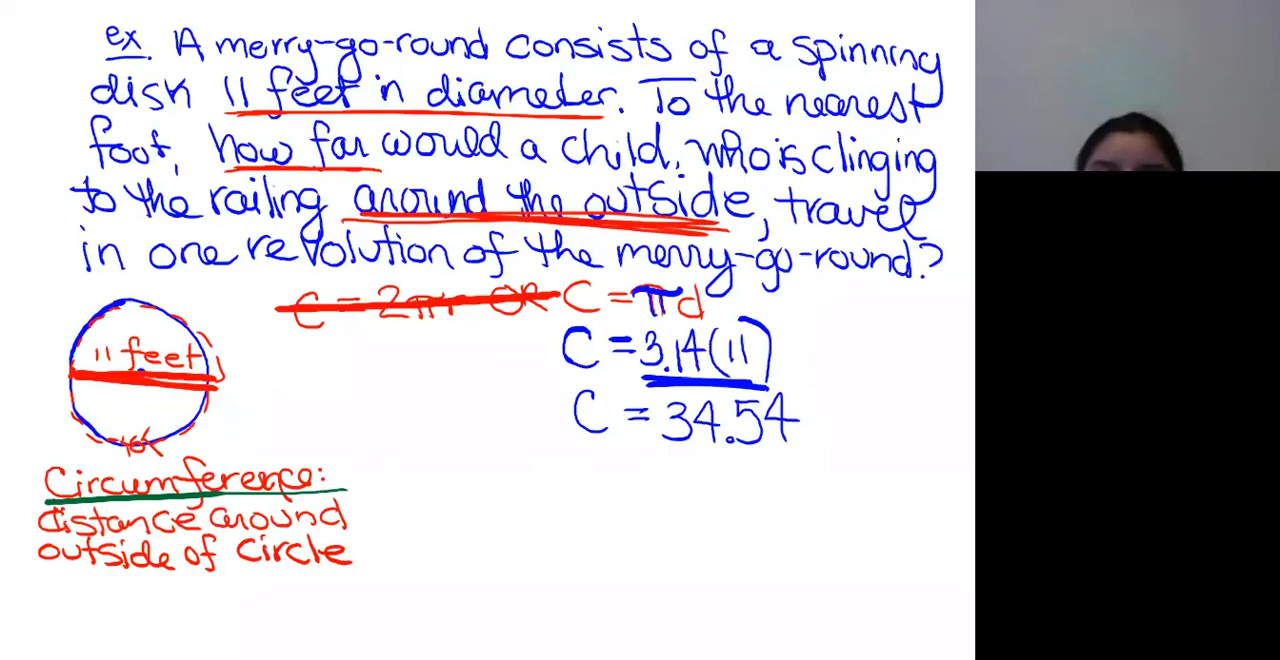 ex. A merry-go-round consists of a spinning
disk 11 feet in diameter. To the nearest
foot, how far would a child, who is clinging
to the railing around the outside, travel
in one revolution of the merry-go-round?
C = 2πr OR C = πd
C = 3.14(11)
11 feet
C = 34.54
Circumference:
distance around
outside of circle